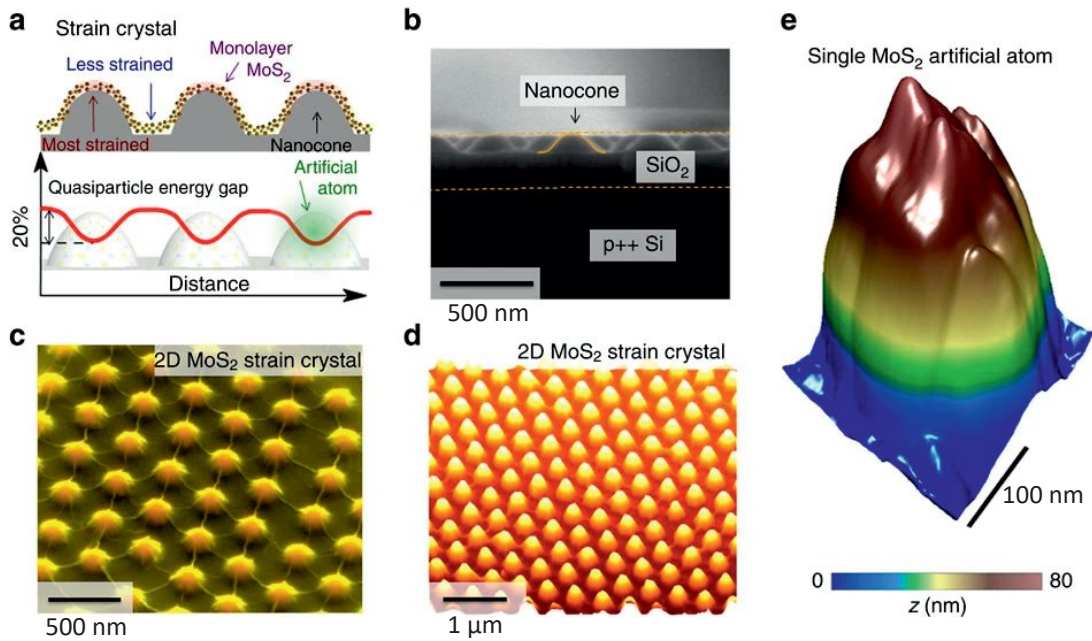 a
Strain crystal
Monolayer
MoS₂
Less strained
Most strained
Nanocone
Artificial
atom
Quasiparticle energy gap
20%
Distance
b
Nanocone
SiO₂
p++ Si
500 nm
c
2D MoS₂ strain crystal
500 nm
d
2D MoS₂ strain crystal
1 μm
e
Single MoS₂ artificial atom
100 nm
0
80
z (nm)